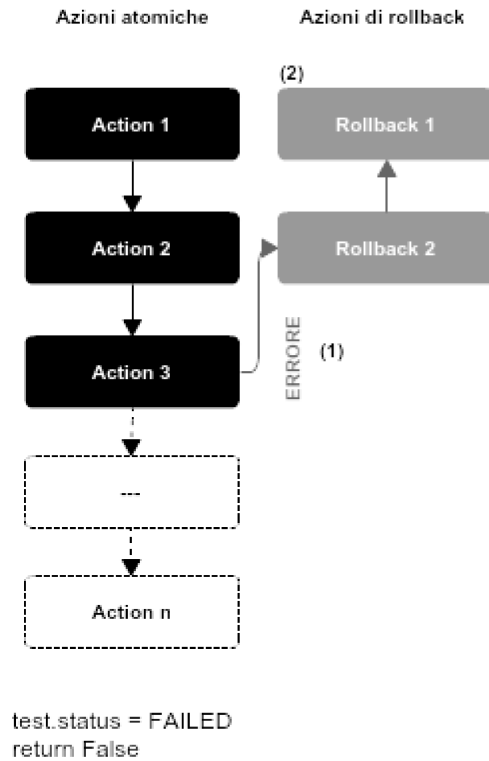 Azioni atomiche
Azioni di rollback
(2)
Action 1
Rollback 1
Action 2
Rollback 2
ERRORE
(1)
Action 3
---
Action n
test.status = FAILED
return False